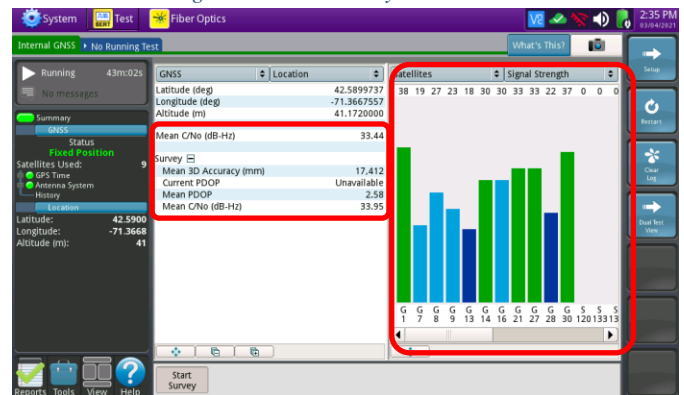 System
Test
Fiber Optics
2:35 PM
03/04/2021
Internal GNSS
No Running Test
What's This?
Running 43m:02s
No messages
Summary
GNSS
Status
Fixed Position
Satellites Used: 9
GPS Time
Antenna System
History
Location
Latitude: 42.5900
Longitude: -71.3668
Altitude (m): 41
GNSS Location
Latitude (deg) 42.5899737
Longitude (deg) -71.3667557
Altitude (m) 41.1720000
Mean C/No (dB-Hz) 33.44
Survey
Mean 3D Accuracy (mm) 17,412
Current PDOP Unavailable
Mean PDOP 2.58
Mean C/No (dB-Hz) 33.95
Satellites Signal Strength
38 19 27 23 18 30 30 33 33 22 37 0 0 0
G G G G G G G G G G G S S S
1 7 8 9 13 14 16 21 27 28 30 120 133 13
Setup
Restart
Clear
Log
Dual Test
View
Start
Survey
Reports Tools View Help